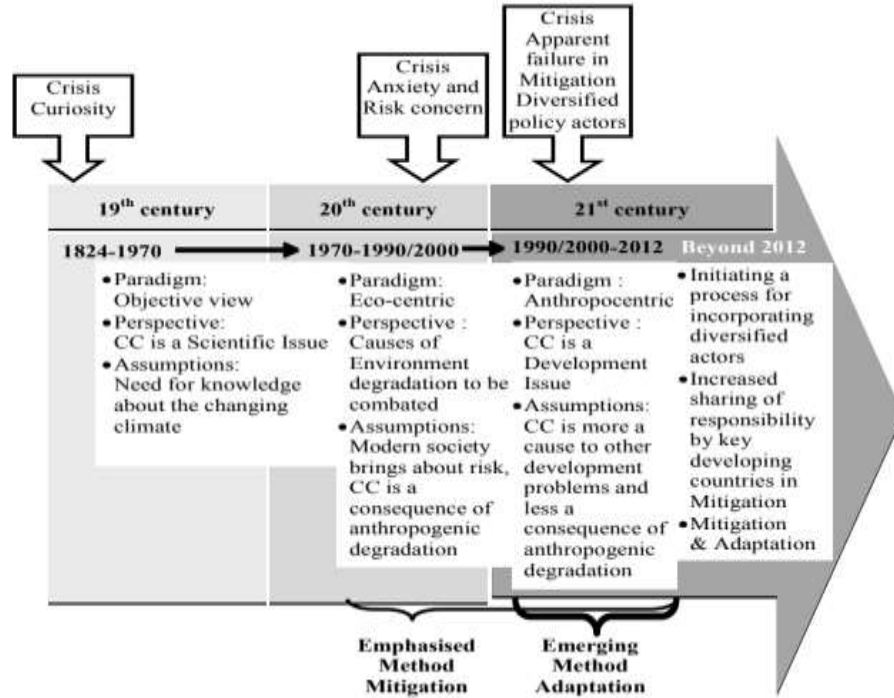 Crisis
Curiosity
Crisis
Anxiety and
Risk concern
Crisis
Apparent
failure in
Mitigation
Diversified
policy actors
19th century
20th century
21st century
1824-1970
1970-1990/2000
1990/2000-2012
Beyond 2012
•Paradigm:
Objective view
•Perspective:
CC is a Scientific Issue
•Assumptions:
Need for knowledge
about the changing
climate
•Paradigm:
Eco-centric
•Perspective :
Causes of
Environment
degradation to be
combated
•Assumptions:
Modern society
brings about risk,
CC is a
consequence of
anthropogenic
degradation
•Paradigm :
Anthropocentric
•Perspective :
CC is a
Development
Issue
•Assumptions:
CC is more a
cause to other
development
problems and
less a
consequence of
anthropogenic
degradation
•Initiating a
process for
incorporating
diversified
actors
•Increased
sharing of
responsibility
by key
developing
countries in
Mitigation
•Mitigation
& Adaptation
Emphasised
Method
Mitigation
Emerging
Method
Adaptation